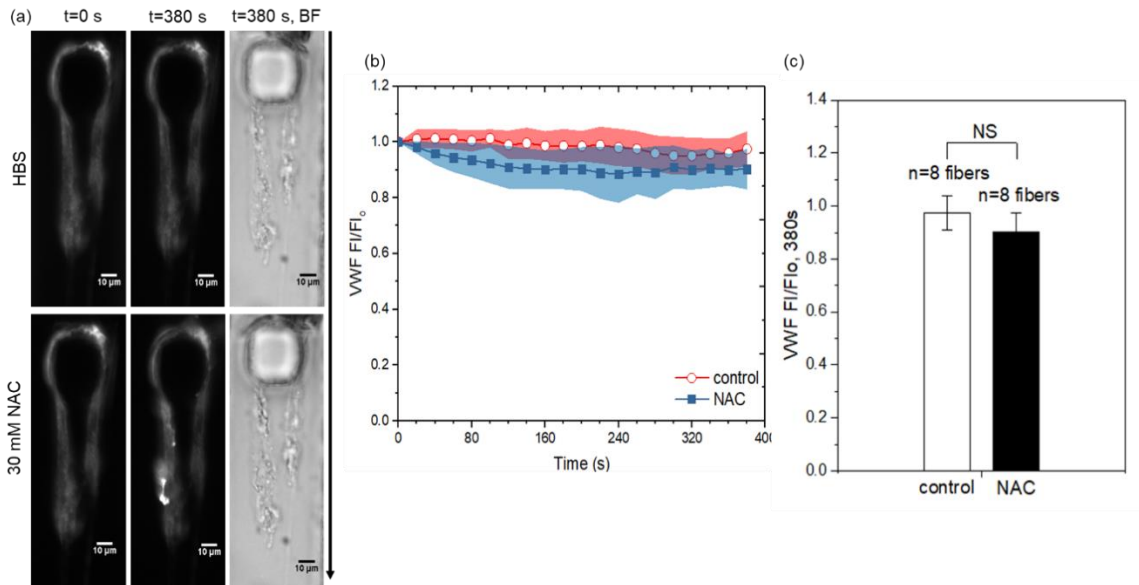 (a)
t=0 s
t=380 s
t=380 s, BF
HBS
10 µm
10 µm
10 µm
30 mM NAC
10 µm
10 µm
10 µm
(b)
VWF FI/FI₀
1.2
1.0
0.8
0.6
0.4
0.2
0.0
control
NAC
0
80
160
240
320
400
Time (s)
(c)
VWF FI/FIo, 380s
1.4
1.2
1.0
0.8
0.6
0.4
0.2
0.0
NS
n=8 fibers
n=8 fibers
control
NAC